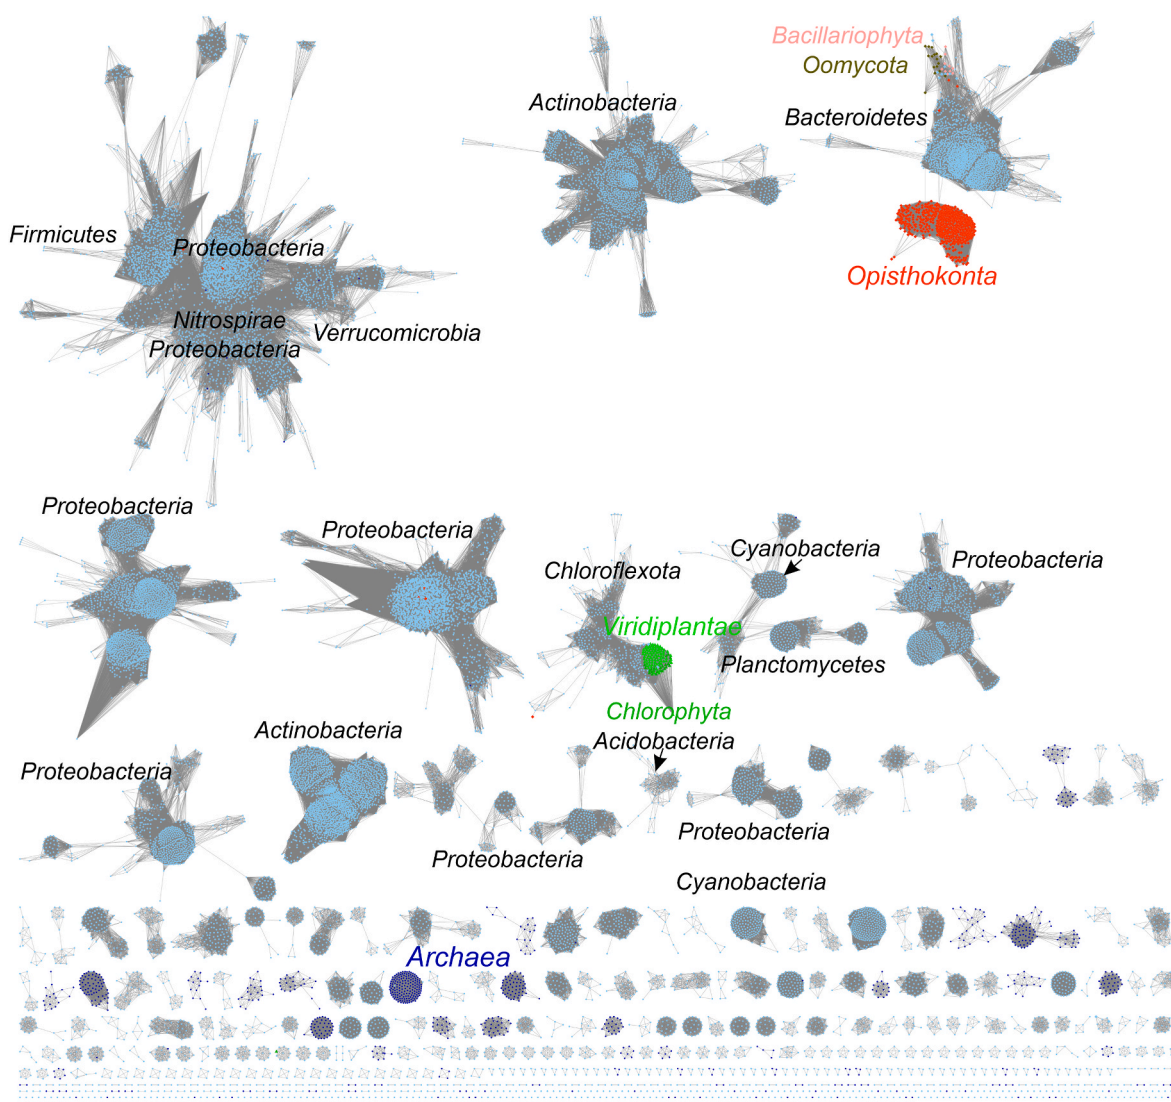 Bacillariophyta
Oomycota
Actinobacteria
Bacteroidetes
Firmicutes
Proteobacteria
Opisthokonta
Nitrospirae
Verrucomicrobia
Proteobacteria
Proteobacteria
Proteobacteria
Cyanobacteria
Proteobacteria
Chloroflexota
Viridiplantae
Planctomycetes
Chlorophyta
Actinobacteria
Acidobacteria
Proteobacteria
Proteobacteria
Proteobacteria
Cyanobacteria
Archaea